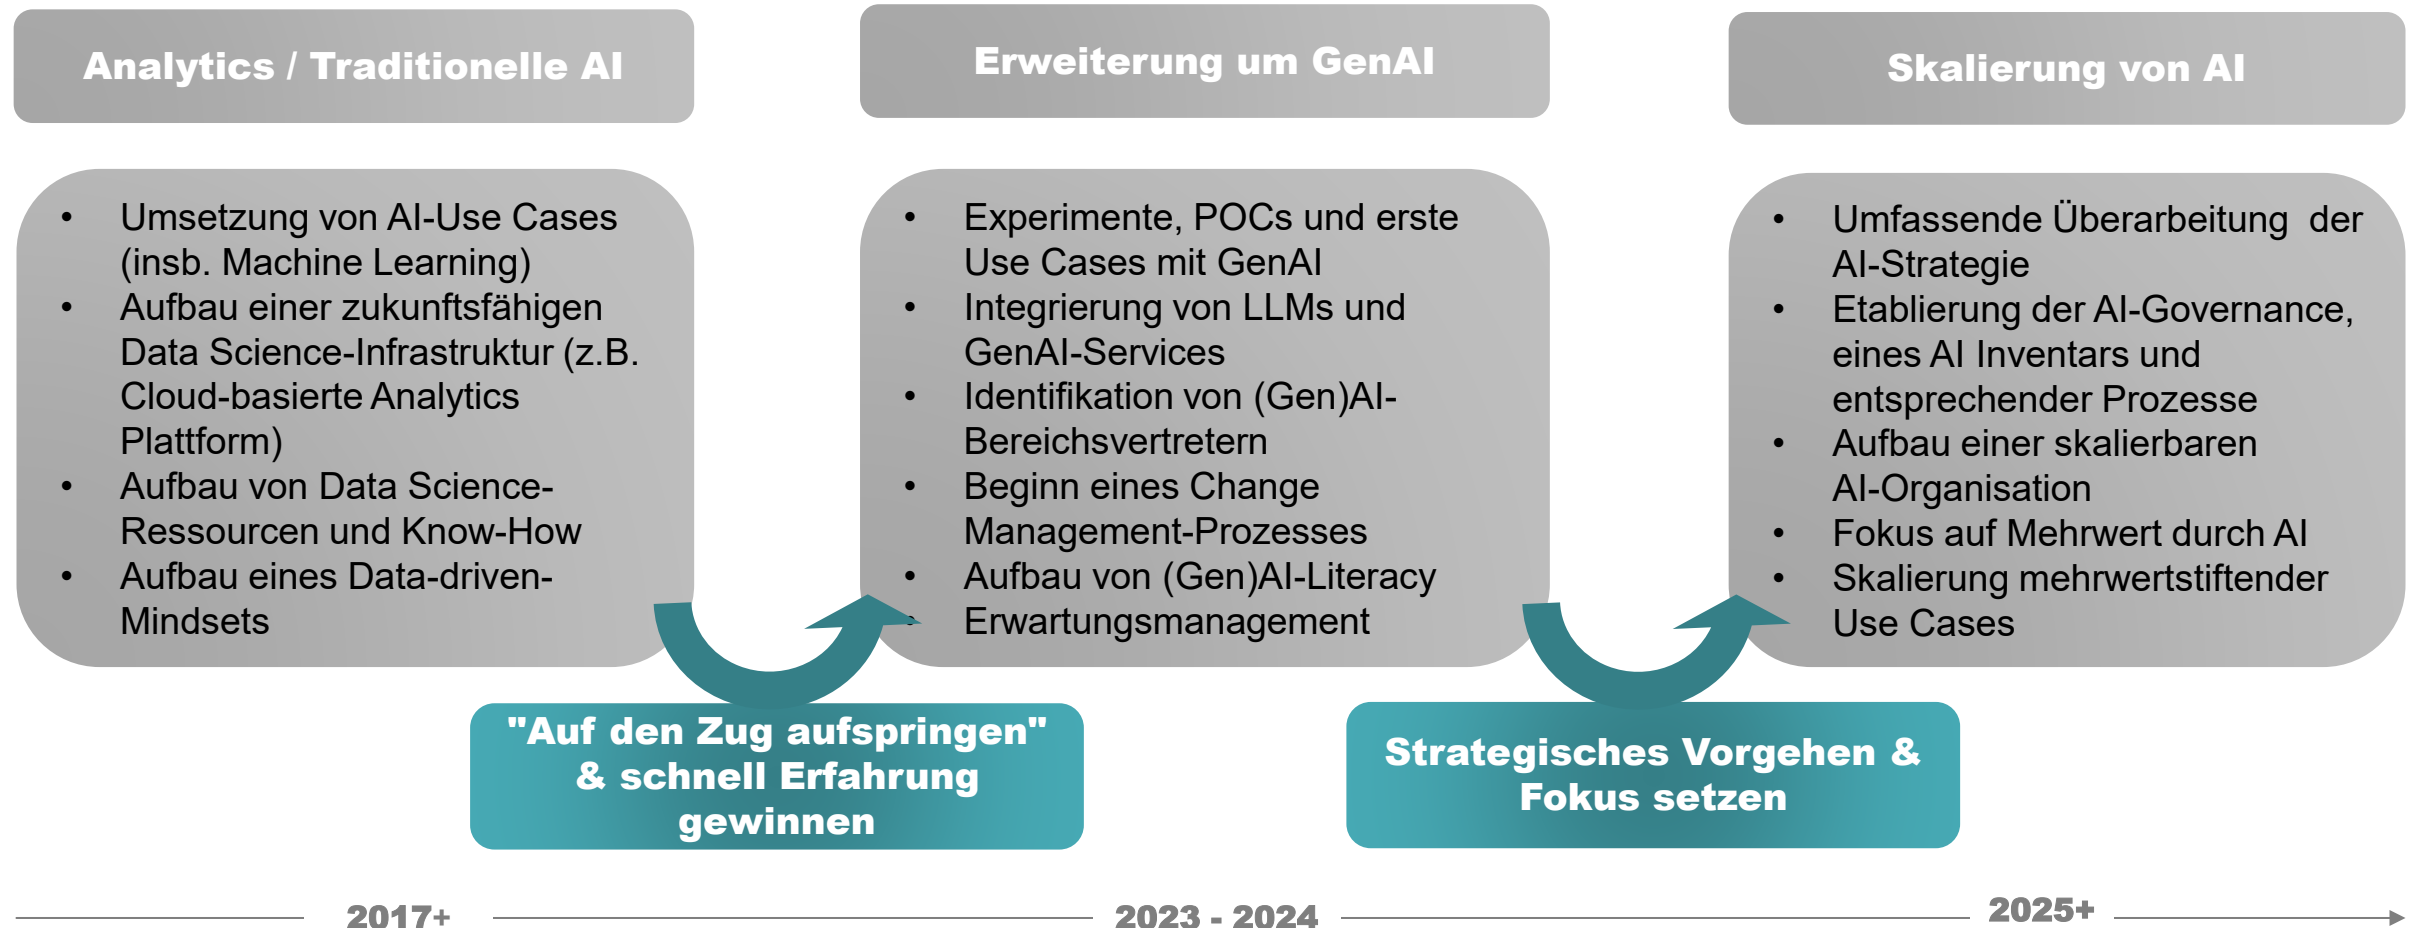 Analytics / Traditionelle AI
• Umsetzung von AI-Use Cases
(insb. Machine Learning)
• Aufbau einer zukunftsfähigen
Data Science-Infrastruktur (z.B.
Cloud-basierte Analytics
Plattform)
• Aufbau von Data Science-
Ressourcen und Know-How
• Aufbau eines Data-driven-
Mindsets
Erweiterung um GenAI
• Experimente, POCs und erste
Use Cases mit GenAI
• Integrierung von LLMs und
GenAI-Services
• Identifikation von (Gen)AI-
Bereichsvertretern
• Beginn eines Change
Management-Prozesses
• Aufbau von (Gen)AI-Literacy
• Erwartungsmanagement
Skalierung von AI
• Umfassende Überarbeitung der
AI-Strategie
• Etablierung der AI-Governance,
eines AI Inventars und
entsprechender Prozesse
• Aufbau einer skalierbaren
AI-Organisation
• Fokus auf Mehrwert durch AI
• Skalierung mehrwertstiftender
Use Cases
"Auf den Zug aufspringen"
& schnell Erfahrung
gewinnen
Strategisches Vorgehen &
Fokus setzen
2017+
2023 - 2024
2025+